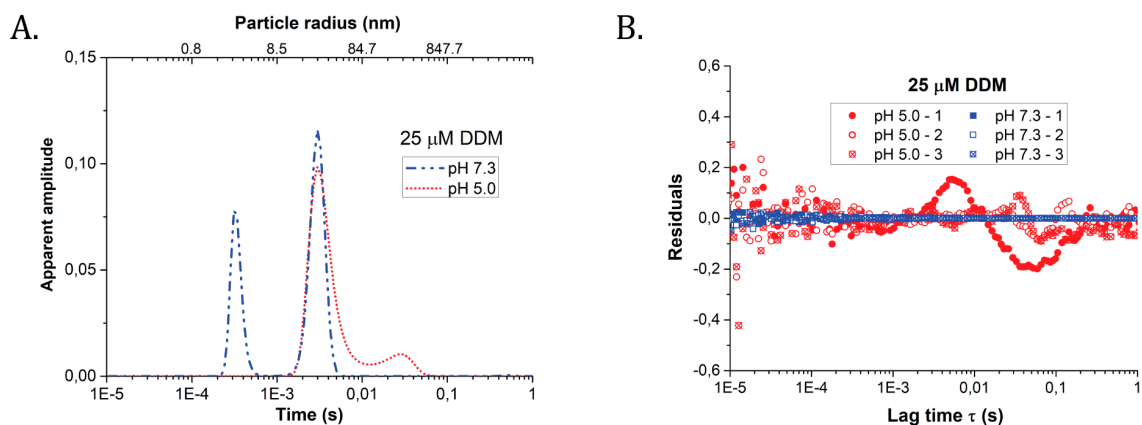 A.
Particle radius (nm)
0.8 8.5 84.7 847.7
0,15
0,10
0,05
0,00
Apparent amplitude
25 μM DDM
pH 7.3
pH 5.0
1E-5 1E-4 1E-3 0,01 0,1 1
Time (s)
B.
0,6
0,4
0,2
0,0
-0,2
-0,4
-0,6
Residuals
25 μM DDM
pH 5.0 - 1 pH 7.3 - 1
pH 5.0 - 2 pH 7.3 - 2
pH 5.0 - 3 pH 7.3 - 3
1E-5 1E-4 1E-3 0,01 0,1 1
Lag time τ (s)